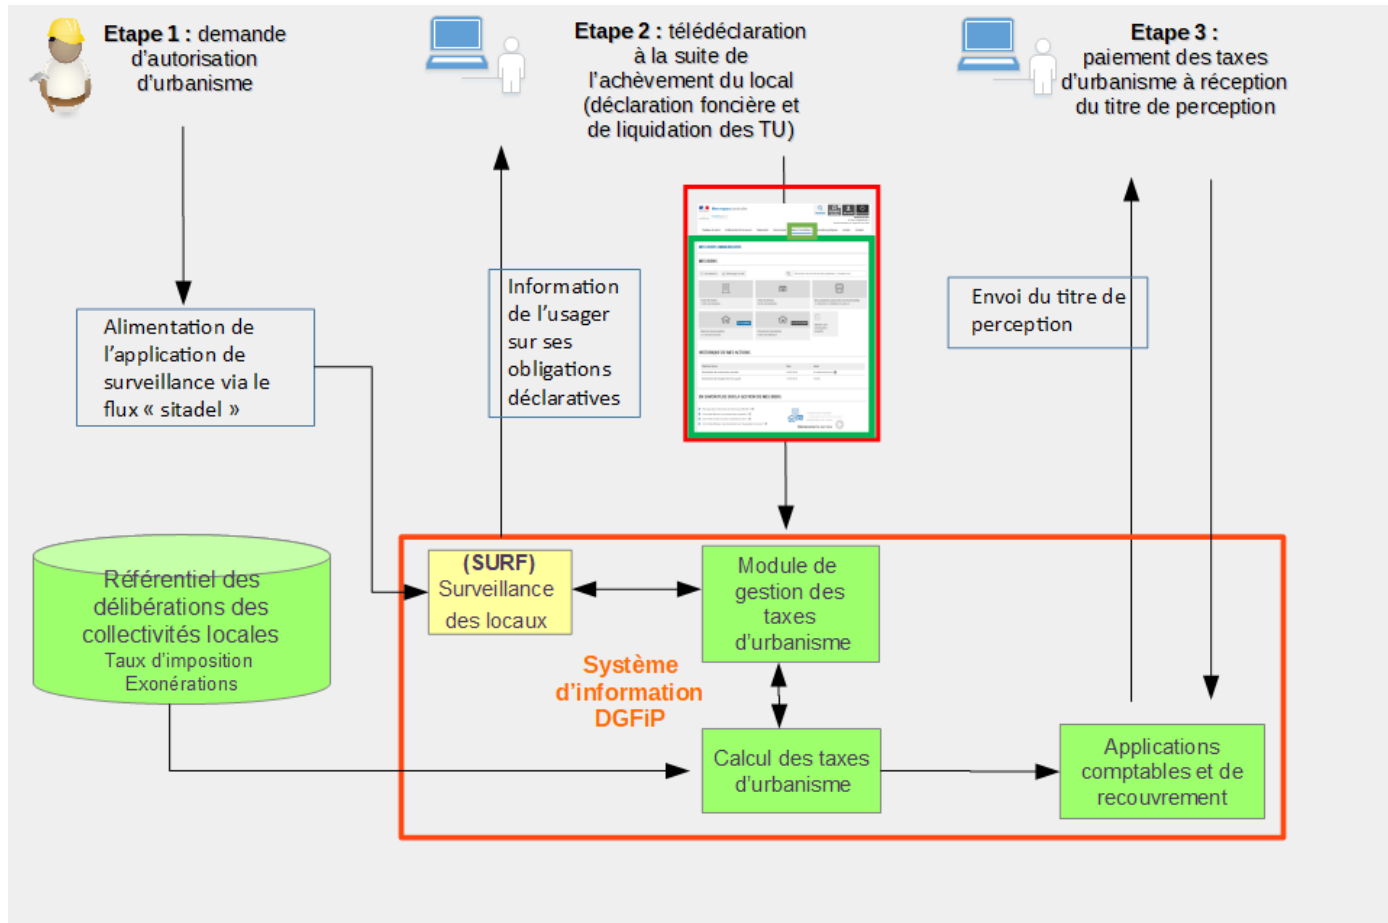 Etape 1 : demande
d'autorisation
d'urbanisme
Etape 2 : télédéclaration
à la suite de
l'achèvement du local
(déclaration foncière et
de liquidation des TU)
Etape 3 :
paiement des taxes
d'urbanisme à réception
du titre de perception
Alimentation de
l'application de
surveillance via le
flux « sitadel »
Information
de l'usager
sur ses
obligations
déclaratives
Envoi du titre de
perception
Référentiel des
délibérations des
collectivités locales
Taux d'imposition
Exonérations
(SURF)
Surveillance
des locaux
Module de
gestion des
taxes
d'urbanisme
Système
d'information
DGFiP
Calcul des taxes
d'urbanisme
Applications
comptables et de
recouvrement